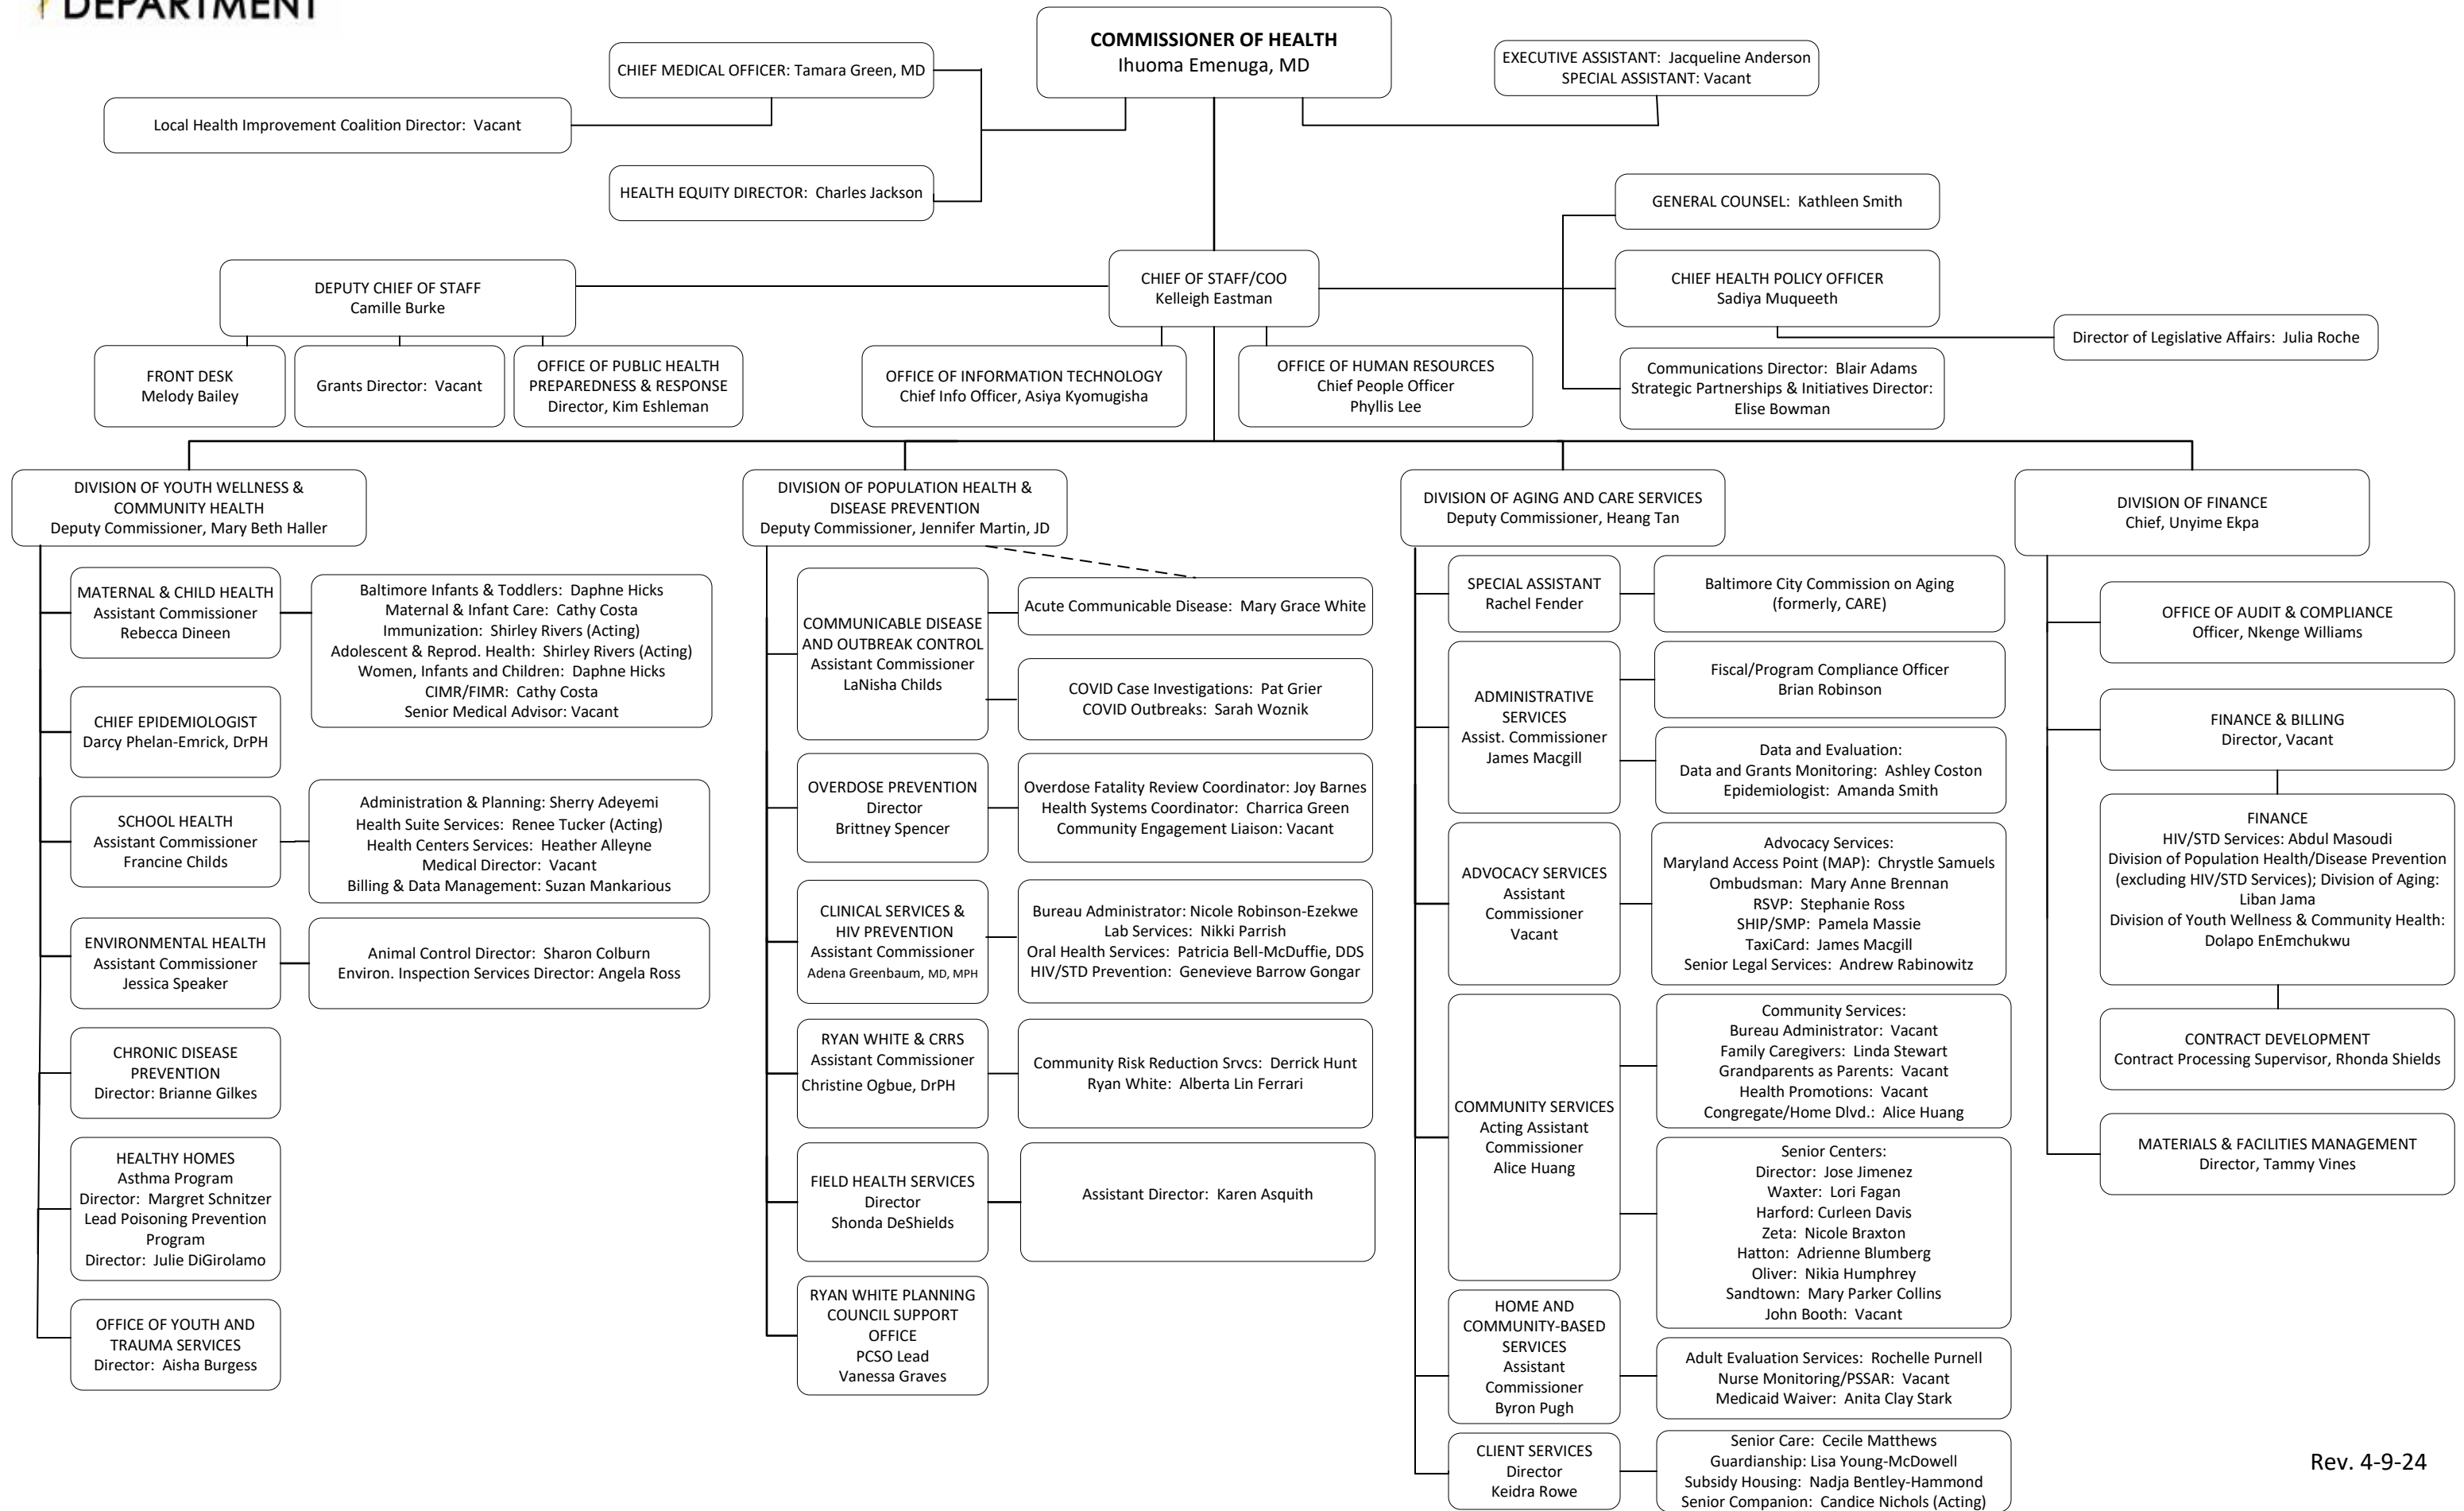 DEPARTMENT
COMMISSIONER OF HEALTH
Ihuoma Emenuga, MD
EXECUTIVE ASSISTANT: Jacqueline Anderson
SPECIAL ASSISTANT: Vacant
CHIEF MEDICAL OFFICER: Tamara Green, MD
Local Health Improvement Coalition Director: Vacant
HEALTH EQUITY DIRECTOR: Charles Jackson
GENERAL COUNSEL: Kathleen Smith
DEPUTY CHIEF OF STAFF
Camille Burke
CHIEF OF STAFF/COO
Kelleigh Eastman
CHIEF HEALTH POLICY OFFICER
Sadiya Muqueeth
Director of Legislative Affairs: Julia Roche
FRONT DESK
Melody Bailey
Grants Director: Vacant
OFFICE OF PUBLIC HEALTH
PREPAREDNESS & RESPONSE
Director, Kim Eshleman
OFFICE OF INFORMATION TECHNOLOGY
Chief Info Officer, Asiya Kyomugisha
OFFICE OF HUMAN RESOURCES
Chief People Officer
Phyllis Lee
Communications Director: Blair Adams
Strategic Partnerships & Initiatives Director:
Elise Bowman
DIVISION OF YOUTH WELLNESS &
COMMUNITY HEALTH
Deputy Commissioner, Mary Beth Haller
MATERNAL & CHILD HEALTH
Assistant Commissioner
Rebecca Dineen
Baltimore Infants & Toddlers: Daphne Hicks
Maternal & Infant Care: Cathy Costa
Immunization: Shirley Rivers (Acting)
Adolescent & Reprod. Health: Shirley Rivers (Acting)
Women, Infants and Children: Daphne Hicks
CIMR/FIMR: Cathy Costa
Senior Medical Advisor: Vacant
CHIEF EPIDEMIOLOGIST
Darcy Phelan-Emrick, DrPH
SCHOOL HEALTH
Assistant Commissioner
Francine Childs
Administration & Planning: Sherry Adeyemi
Health Suite Services: Renee Tucker (Acting)
Health Centers Services: Heather Alleyne
Medical Director: Vacant
Billing & Data Management: Suzan Mankarious
ENVIRONMENTAL HEALTH
Assistant Commissioner
Jessica Speaker
Animal Control Director: Sharon Colburn
Environ. Inspection Services Director: Angela Ross
CHRONIC DISEASE
PREVENTION
Director: Brianne Gilkes
HEALTHY HOMES
Asthma Program
Director: Margret Schnitzer
Lead Poisoning Prevention
Program
Director: Julie DiGirolamo
OFFICE OF YOUTH AND
TRAUMA SERVICES
Director: Aisha Burgess
DIVISION OF POPULATION HEALTH &
DISEASE PREVENTION
Deputy Commissioner, Jennifer Martin, JD
COMMUNICABLE DISEASE
AND OUTBREAK CONTROL
Assistant Commissioner
LaNisha Childs
Acute Communicable Disease: Mary Grace White
COVID Case Investigations: Pat Grier
COVID Outbreaks: Sarah Woznik
OVERDOSE PREVENTION
Director
Brittney Spencer
Overdose Fatality Review Coordinator: Joy Barnes
Health Systems Coordinator: Charrica Green
Community Engagement Liaison: Vacant
CLINICAL SERVICES &
HIV PREVENTION
Assistant Commissioner
Adena Greenbaum, MD, MPH
Bureau Administrator: Nicole Robinson-Ezekwe
Lab Services: Nikki Parrish
Oral Health Services: Patricia Bell-McDuffie, DDS
HIV/STD Prevention: Genevieve Barrow Gongar
RYAN WHITE & CRRS
Assistant Commissioner
Christine Ogbue, DrPH
Community Risk Reduction Srvcs: Derrick Hunt
Ryan White: Alberta Lin Ferrari
FIELD HEALTH SERVICES
Director
Shonda DeShields
Assistant Director: Karen Asquith
RYAN WHITE PLANNING
COUNCIL SUPPORT
OFFICE
PCSO Lead
Vanessa Graves
DIVISION OF AGING AND CARE SERVICES
Deputy Commissioner, Heang Tan
SPECIAL ASSISTANT
Rachel Fender
Baltimore City Commission on Aging
(formerly, CARE)
ADMINISTRATIVE
SERVICES
Assist. Commissioner
James Macgill
Fiscal/Program Compliance Officer
Brian Robinson
Data and Evaluation:
Data and Grants Monitoring: Ashley Coston
Epidemiologist: Amanda Smith
ADVOCACY SERVICES
Assistant
Commissioner
Vacant
Advocacy Services:
Maryland Access Point (MAP): Chrystle Samuels
Ombudsman: Mary Anne Brennan
RSVP: Stephanie Ross
SHIP/SMP: Pamela Massie
TaxiCard: James Macgill
Senior Legal Services: Andrew Rabinowitz
COMMUNITY SERVICES
Acting Assistant
Commissioner
Alice Huang
Community Services:
Bureau Administrator: Vacant
Family Caregivers: Linda Stewart
Grandparents as Parents: Vacant
Health Promotions: Vacant
Congregate/Home Dlvd.: Alice Huang
Senior Centers:
Director: Jose Jimenez
Waxter: Lori Fagan
Harford: Curleen Davis
Zeta: Nicole Braxton
Hatton: Adrienne Blumberg
Oliver: Nikia Humphrey
Sandtown: Mary Parker Collins
John Booth: Vacant
HOME AND
COMMUNITY-BASED
SERVICES
Assistant
Commissioner
Byron Pugh
Adult Evaluation Services: Rochelle Purnell
Nurse Monitoring/PSSAR: Vacant
Medicaid Waiver: Anita Clay Stark
CLIENT SERVICES
Director
Keidra Rowe
Senior Care: Cecile Matthews
Guardianship: Lisa Young-McDowell
Subsidy Housing: Nadja Bentley-Hammond
Senior Companion: Candice Nichols (Acting)
DIVISION OF FINANCE
Chief, Unyime Ekpa
OFFICE OF AUDIT & COMPLIANCE
Officer, Nkenge Williams
FINANCE & BILLING
Director, Vacant
FINANCE
HIV/STD Services: Abdul Masoudi
Division of Population Health/Disease Prevention
(excluding HIV/STD Services); Division of Aging:
Liban Jama
Division of Youth Wellness & Community Health:
Dolapo EnEmchukwu
CONTRACT DEVELOPMENT
Contract Processing Supervisor, Rhonda Shields
MATERIALS & FACILITIES MANAGEMENT
Director, Tammy Vines
Rev. 4-9-24